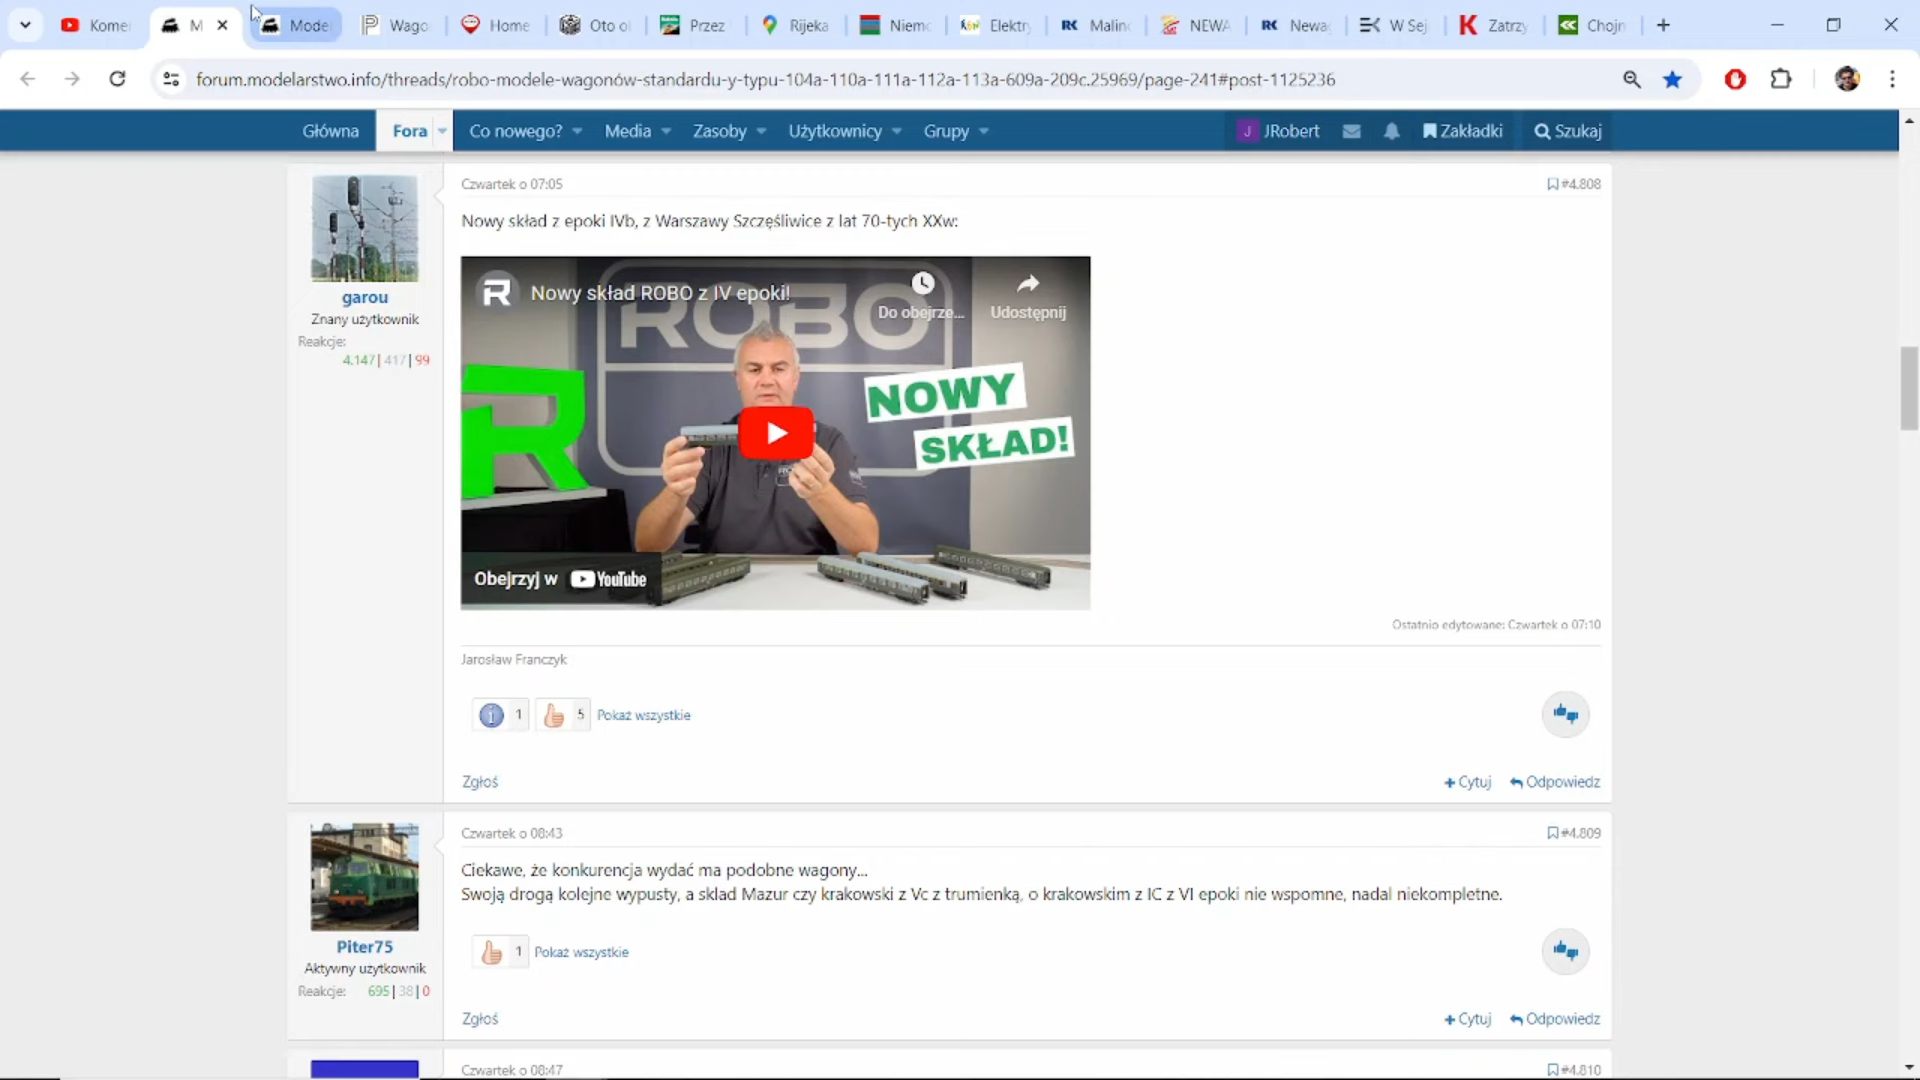 Kome
M
Mode
Wago
Home
Oto o
Przez
Rijeka
Niem
Elektr
Malin
NEWA
Newa
W Sej
Zatrzy
Chojn
forum.modelarstwo.info/threads/robo-modele-wagonów-standardu-y-typu-104a-110a-111a-112a-113a-609a-209c.25969/page-241#post-1125236
Główna
Fora
Co nowego?
Media
Zasoby
Użytkownicy
Grupy
J JRobert
Zakładki
Szukaj
Czwartek o 07:05
#4.808
Nowy skład z epoki IVb, z Warszawy Szczęśliwice z lat 70-tych XXw:
garou
Znany użytkownik
Reakcje:
4.147|417|99
R Nowy skład ROBO z IV epoki!
Do obejrze...
Udostępnij
ROBO
R
NOWY
SKŁAD!
Obejrzyj w YouTube
Ostatnio edytowane: Czwartek o 07:10
Jarosław Franczyk
1
5 Pokaż wszystkie
Zgłoś
+ Cytuj
Odpowiedz
Czwartek o 08:43
#4.809
Ciekawe, że konkurencja wydać ma podobne wagony...
Swoją drogą kolejne wypusty, a skład Mazur czy krakowski z Vc z trumienką, o krakowskim z IC z VI epoki nie wspomne, nadal niekompletne.
Piter75
Aktywny użytkownik
Reakcje: 695|38|0
1 Pokaż wszystkie
Zgłoś
+ Cytuj
Odpowiedz
Czwartek o 08:47
#4.810